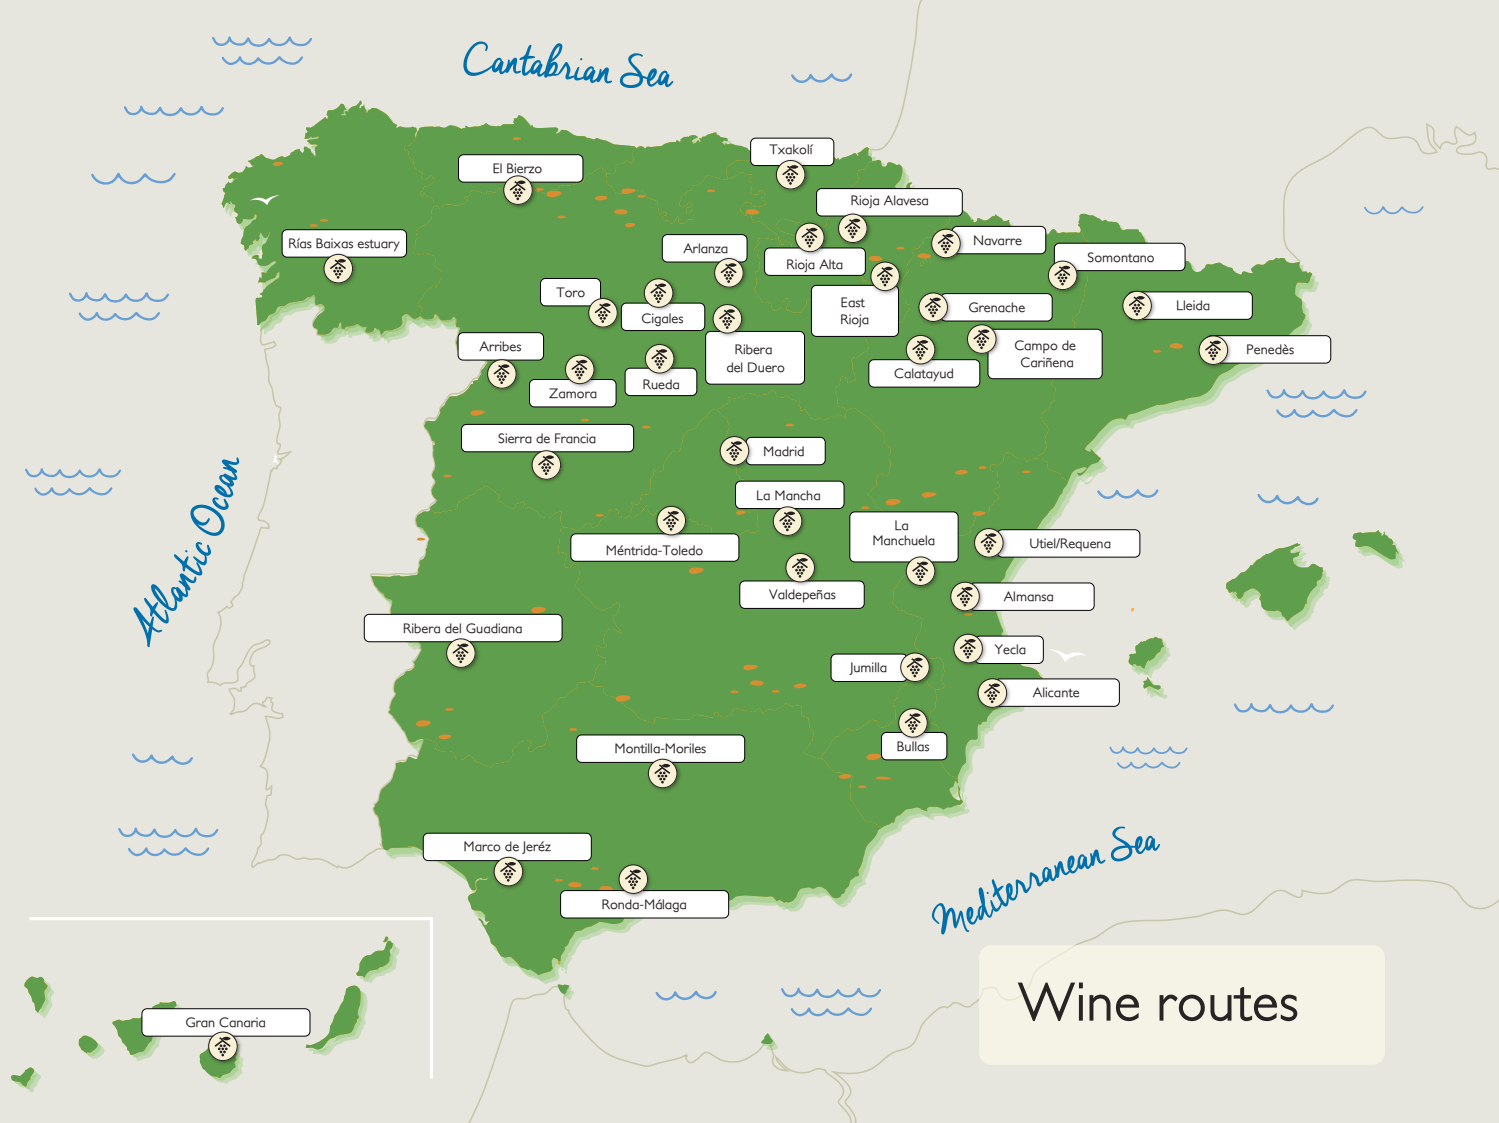 Cantabrian Sea
Txakolí
El Bierzo
Rioja Alavesa
Rías Baixas estuary
Arlanza
Rioja Alta
Navarre
Somontano
Toro
Cigales
East
Rioja
Grenache
Lleida
Arribes
Zamora
Rueda
Ribera
del Duero
Calatayud
Campo de
Cariñena
Penedès
Sierra de Francia
Madrid
La Mancha
Atlantic Ocean
Méntrida-Toledo
La
Manchuela
Utiel/Requena
Valdepeñas
Almansa
Ribera del Guadiana
Jumilla
Yecla
Alicante
Bullas
Montilla-Moriles
Marco de Jeréz
Ronda-Málaga
Mediterranean Sea
Gran Canaria
Wine routes